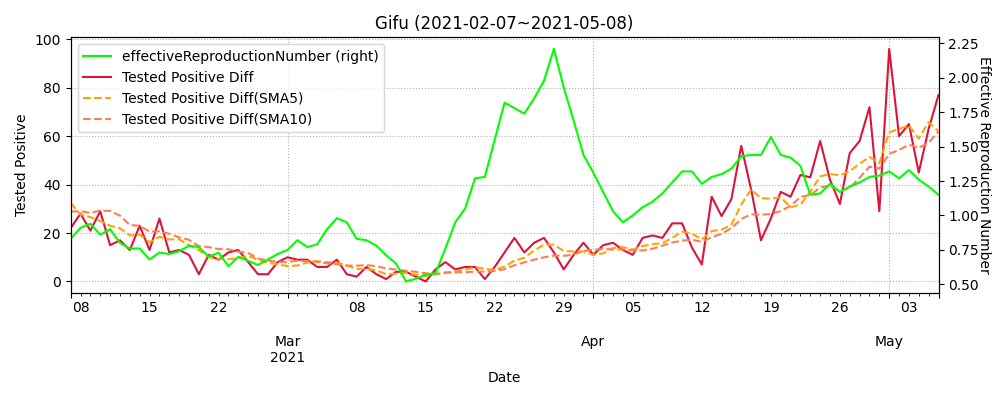 Gifu (2021-02-07~2021-05-08)
effectiveReproductionNumber (right)
Tested Positive Diff
Tested Positive Diff(SMA5)
Tested Positive Diff(SMA10)
Tested Positive
100
80
60
40
20
0
2.25
2.00
1.75
1.50
1.25
1.00
0.75
0.50
Effective Reproduction Number
08 15 22 08 15 22 29 05 12 19 26 03
Mar Apr May
2021
Date